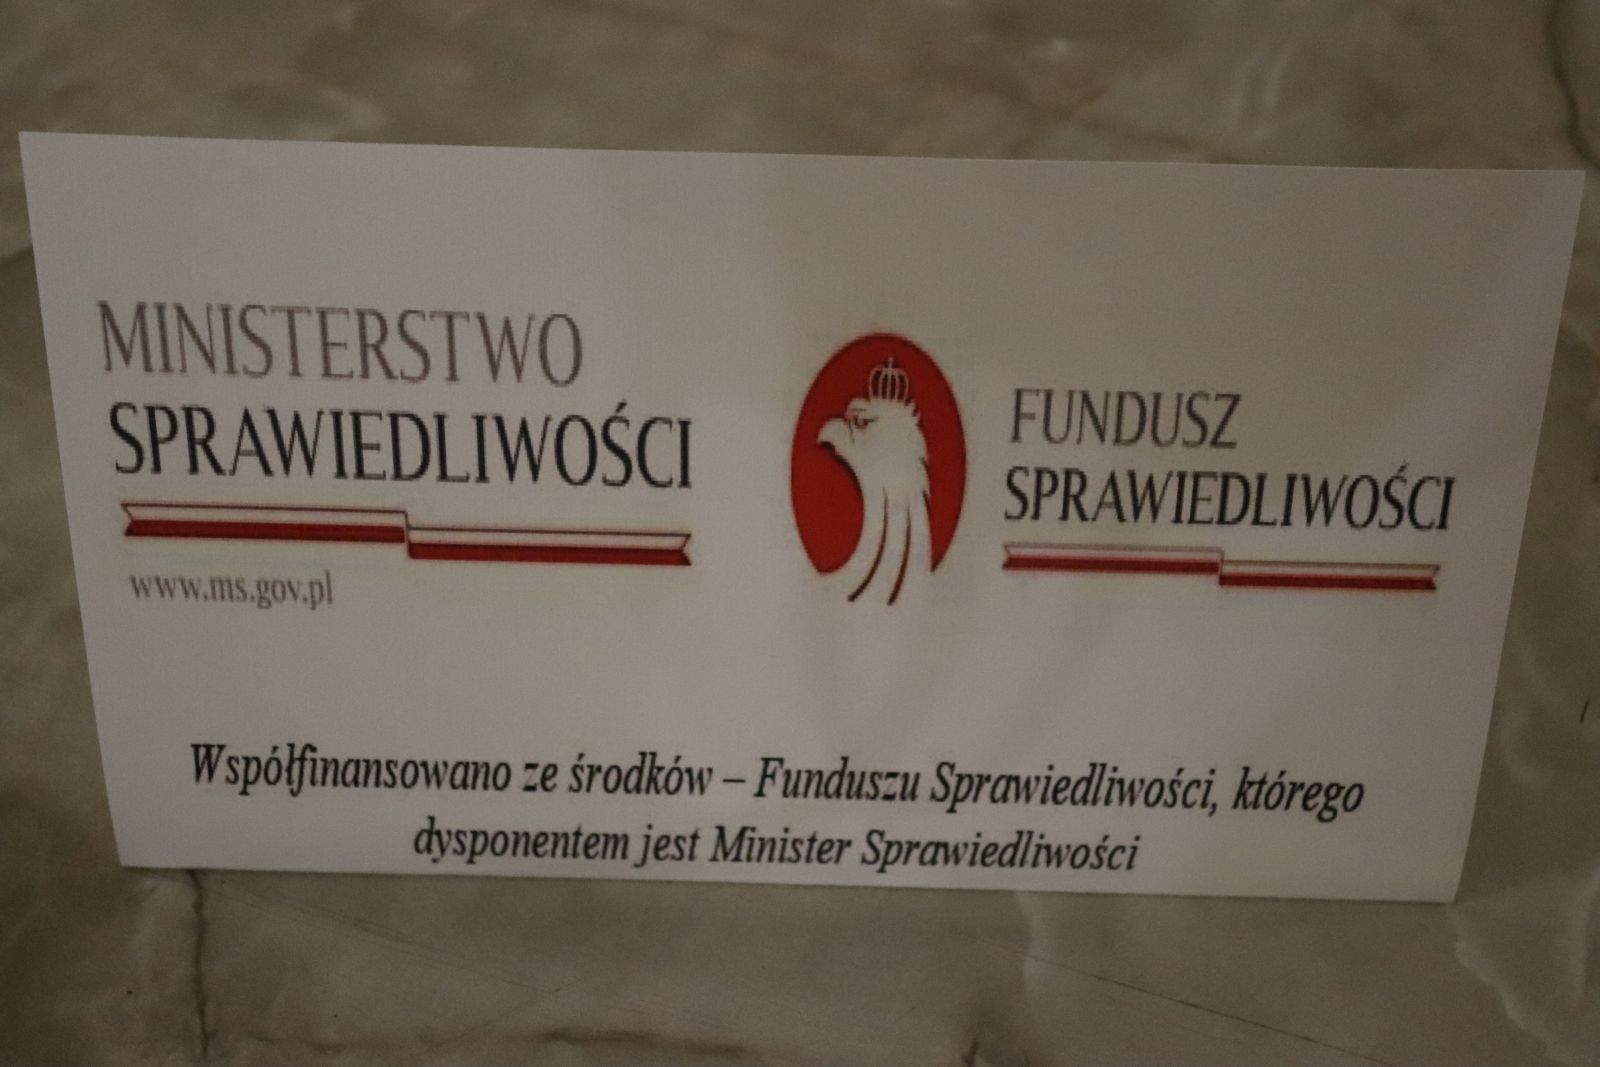 MINISTERSTWO
SPRAWIEDLIWOŚCI
www.ms.gov.pl
FUNDUSZ
SPRAWIEDLIWOŚCI
Współfinansowano ze środków – Funduszu Sprawiedliwości, którego
dysponentem jest Minister Sprawiedliwości